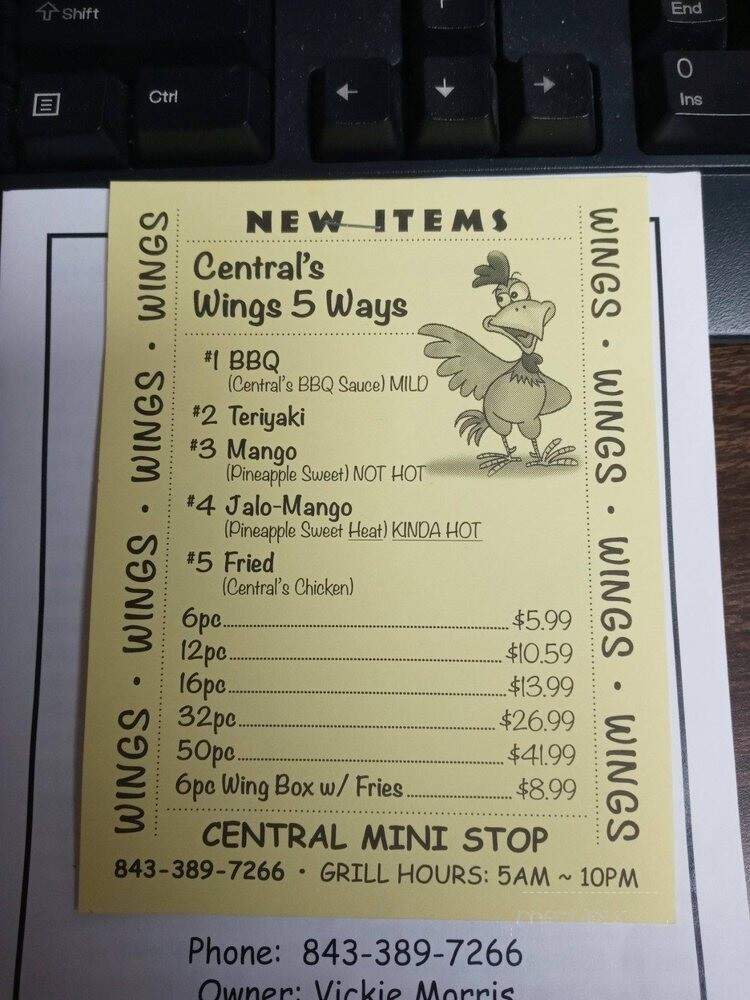 Shift
End
Ctrl
0
Ins
NEW ITEMS
WINGS • WINGS • WINGS • WINGS
WINGS • WINGS • WINGS • WINGS
Central's
Wings 5 Ways
#1 BBQ
(Central's BBQ Sauce) MILD
#2 Teriyaki
#3 Mango
(Pineapple Sweet) NOT HOT
#4 Jalo-Mango
(Pineapple Sweet Heat) KINDA HOT
#5 Fried
(Central's Chicken)
6pc............$5.99
12pc............$10.59
16pc............$13.99
32pc............$26.99
50pc............$41.99
6pc Wing Box w/ Fries............$8.99
CENTRAL MINI STOP
843-389-7266 • GRILL HOURS: 5AM ~ 10PM
Phone: 843-389-7266
Owner: Vickie Morris